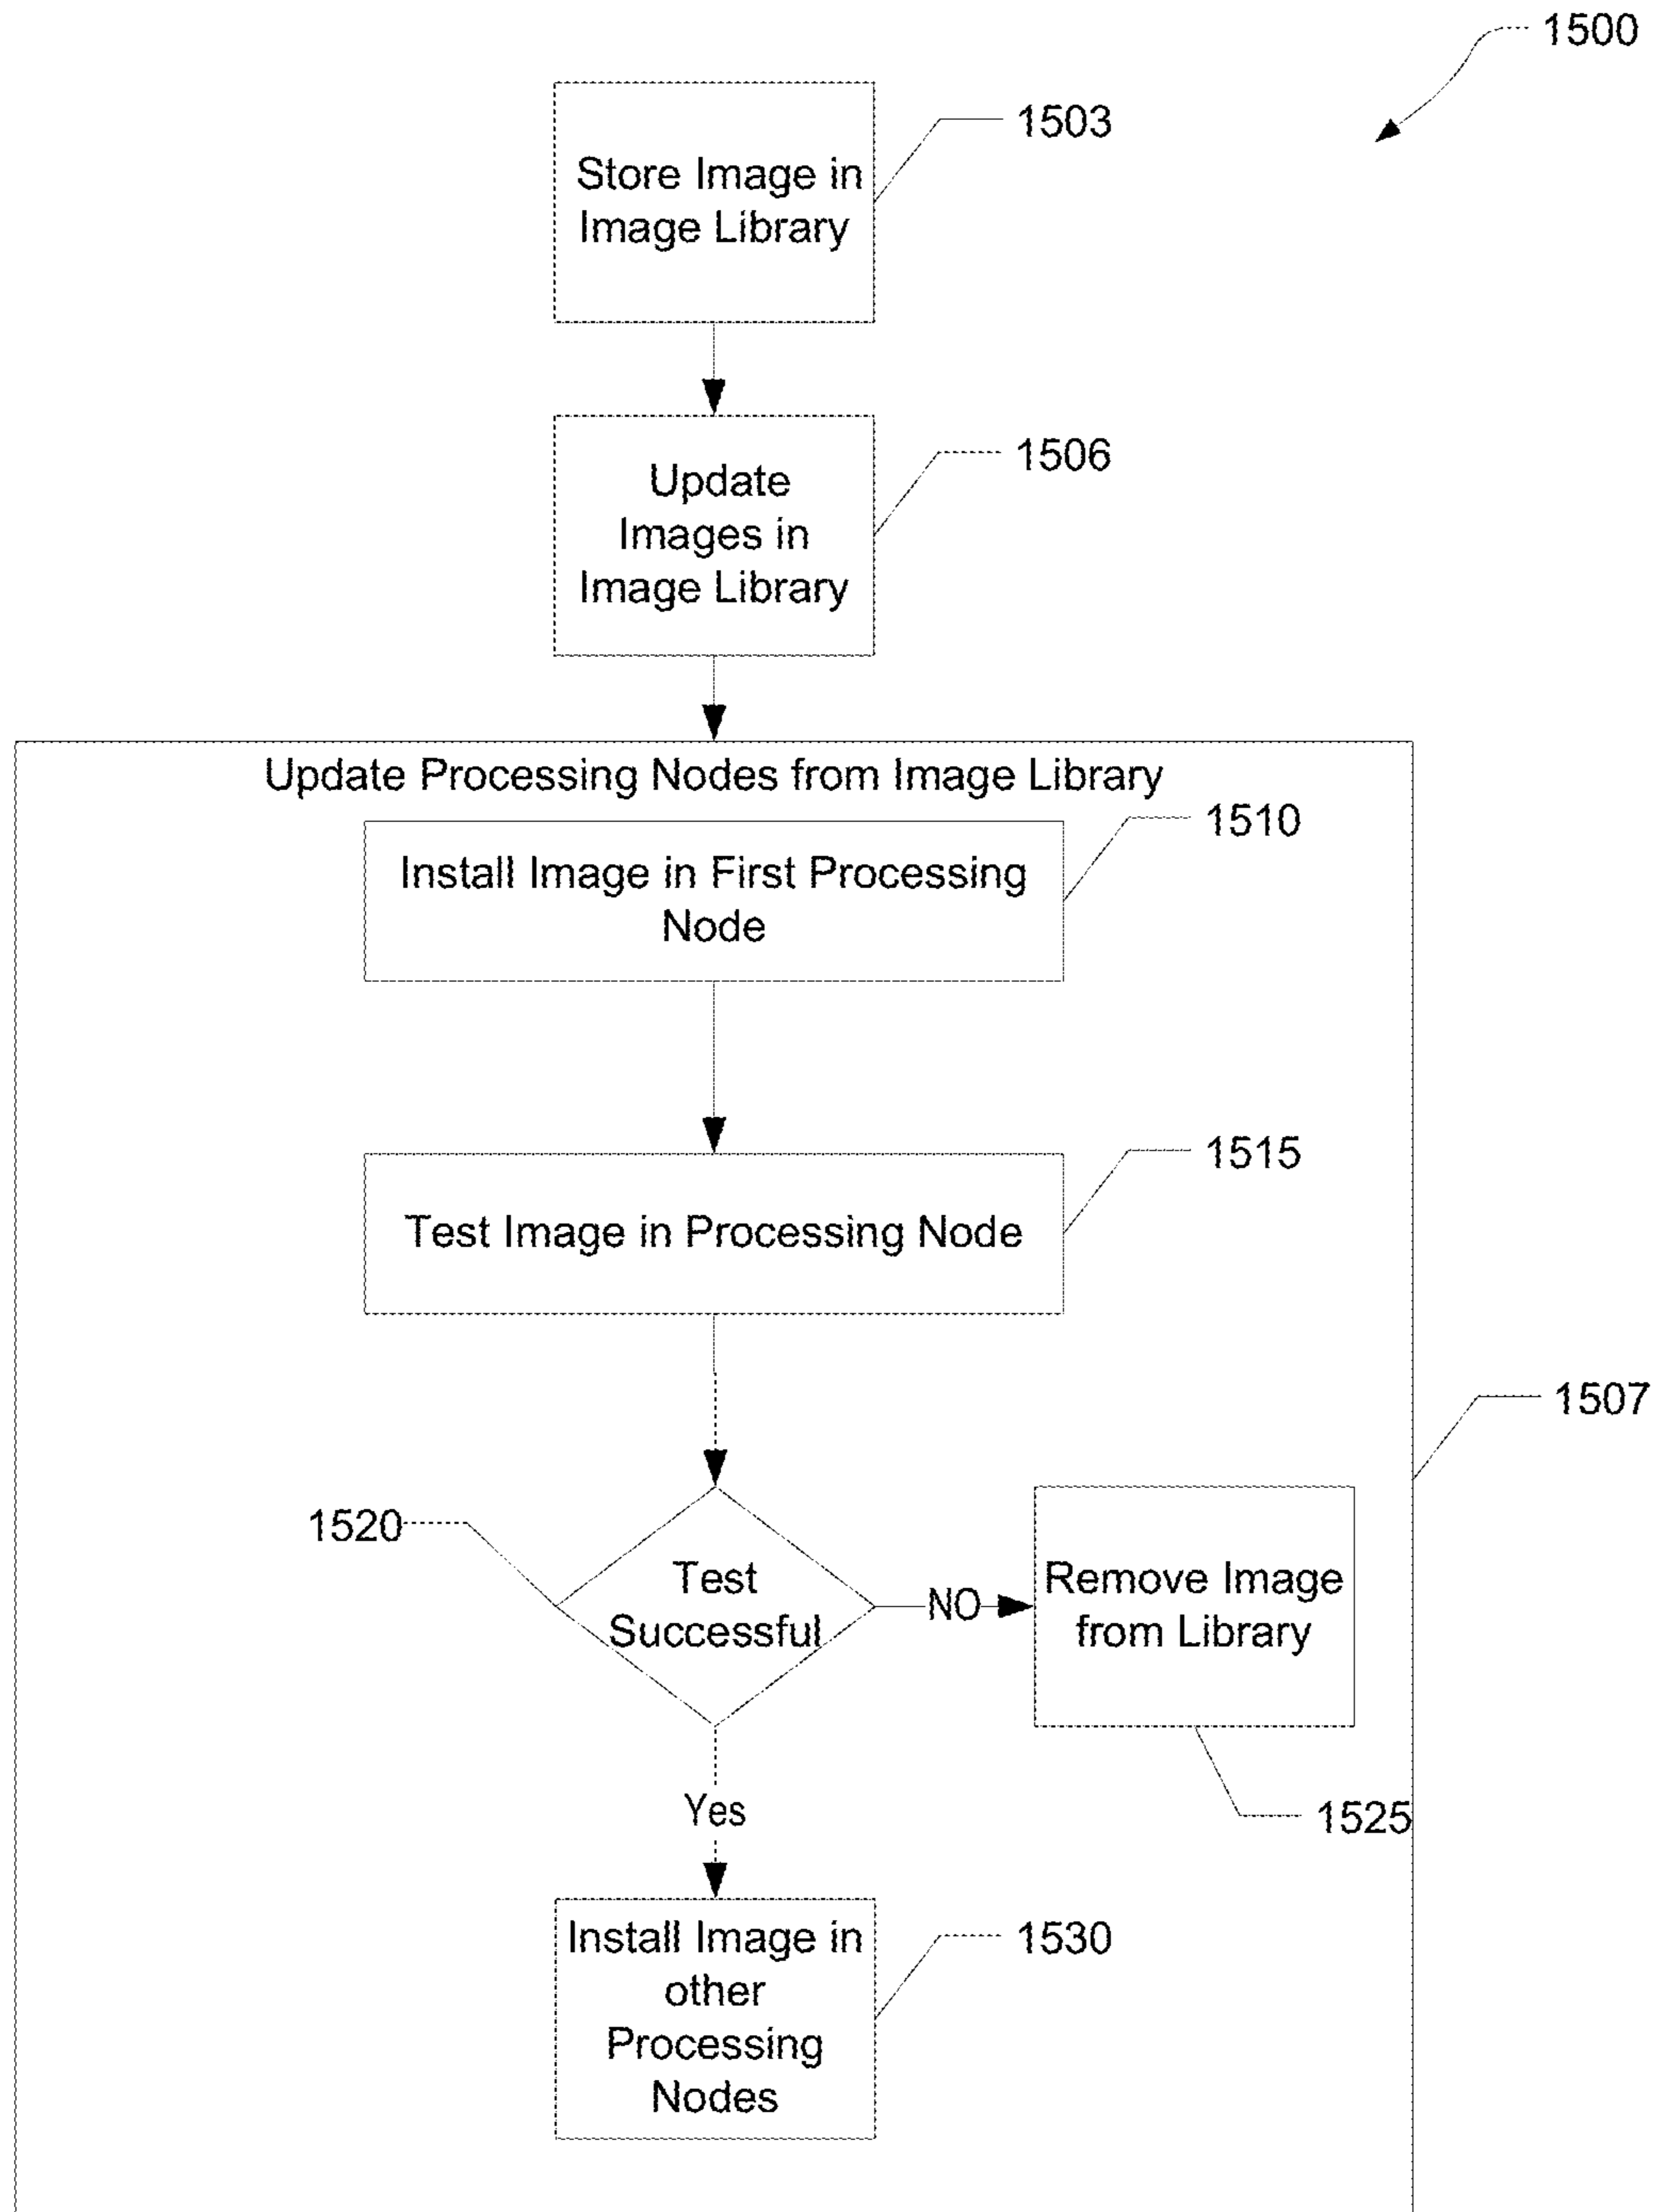 1500
1503
Store Image in
Image Library
1506
Update
Images in
Image Library
Update Processing Nodes from Image Library
1510
Install Image in First Processing
Node
1515
Test Image in Processing Node
1507
1520
Test
Successful
NO
Remove Image
from Library
1525
Yes
Install Image in
other
Processing
Nodes
1530